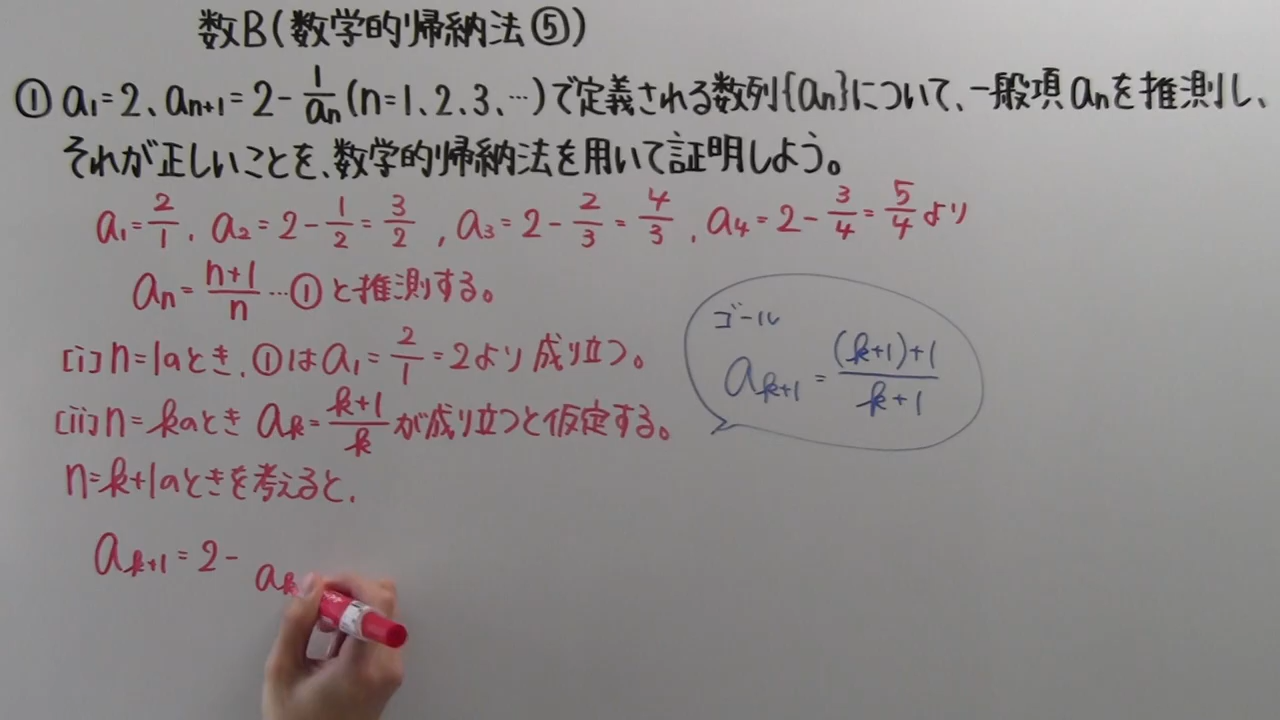 数B(数学的帰納法⑤)
① a₁=2、aₙ₊₁=2-1/aₙ(n=1、2、3、…)で定義される数列{aₙ}について、一般項aₙを推測し、
それが正しいことを、数学的帰納法を用いて証明しよう。
a₁=2/1, a₂=2-1/2=3/2, a₃=2-2/3=4/3, a₄=2-3/4=5/4より
aₙ=(n+1)/n…①と推測する。
[i]n=1のとき、①はa₁=2/1=2より成り立つ。
ゴール
aₖ₊₁=((k+1)+1)/(k+1)
[ii]n=kのときaₖ=(k+1)/kが成り立つと仮定する。
n=k+1のときを考えると、
aₖ₊₁=2- aₖ